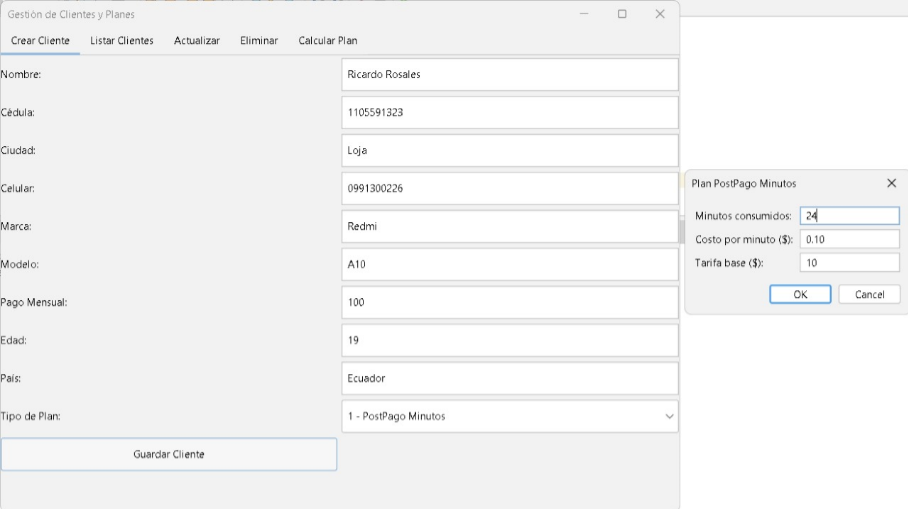 Gestión de Clientes y Planes
Crear Cliente Listar Clientes Actualizar Eliminar Calcular Plan
Nombre: Ricardo Rosales
Cédula: 1105591323
Ciudad: Loja
Celular: 0991300226
Marca: Redmi
Modelo: A10
Pago Mensual: 100
Edad: 19
País: Ecuador
Tipo de Plan: 1 - PostPago Minutos
Guardar Cliente
Plan PostPago Minutos
Minutos consumidos: 24
Costo por minuto ($): 0.10
Tarifa base ($): 10
OK Cancel